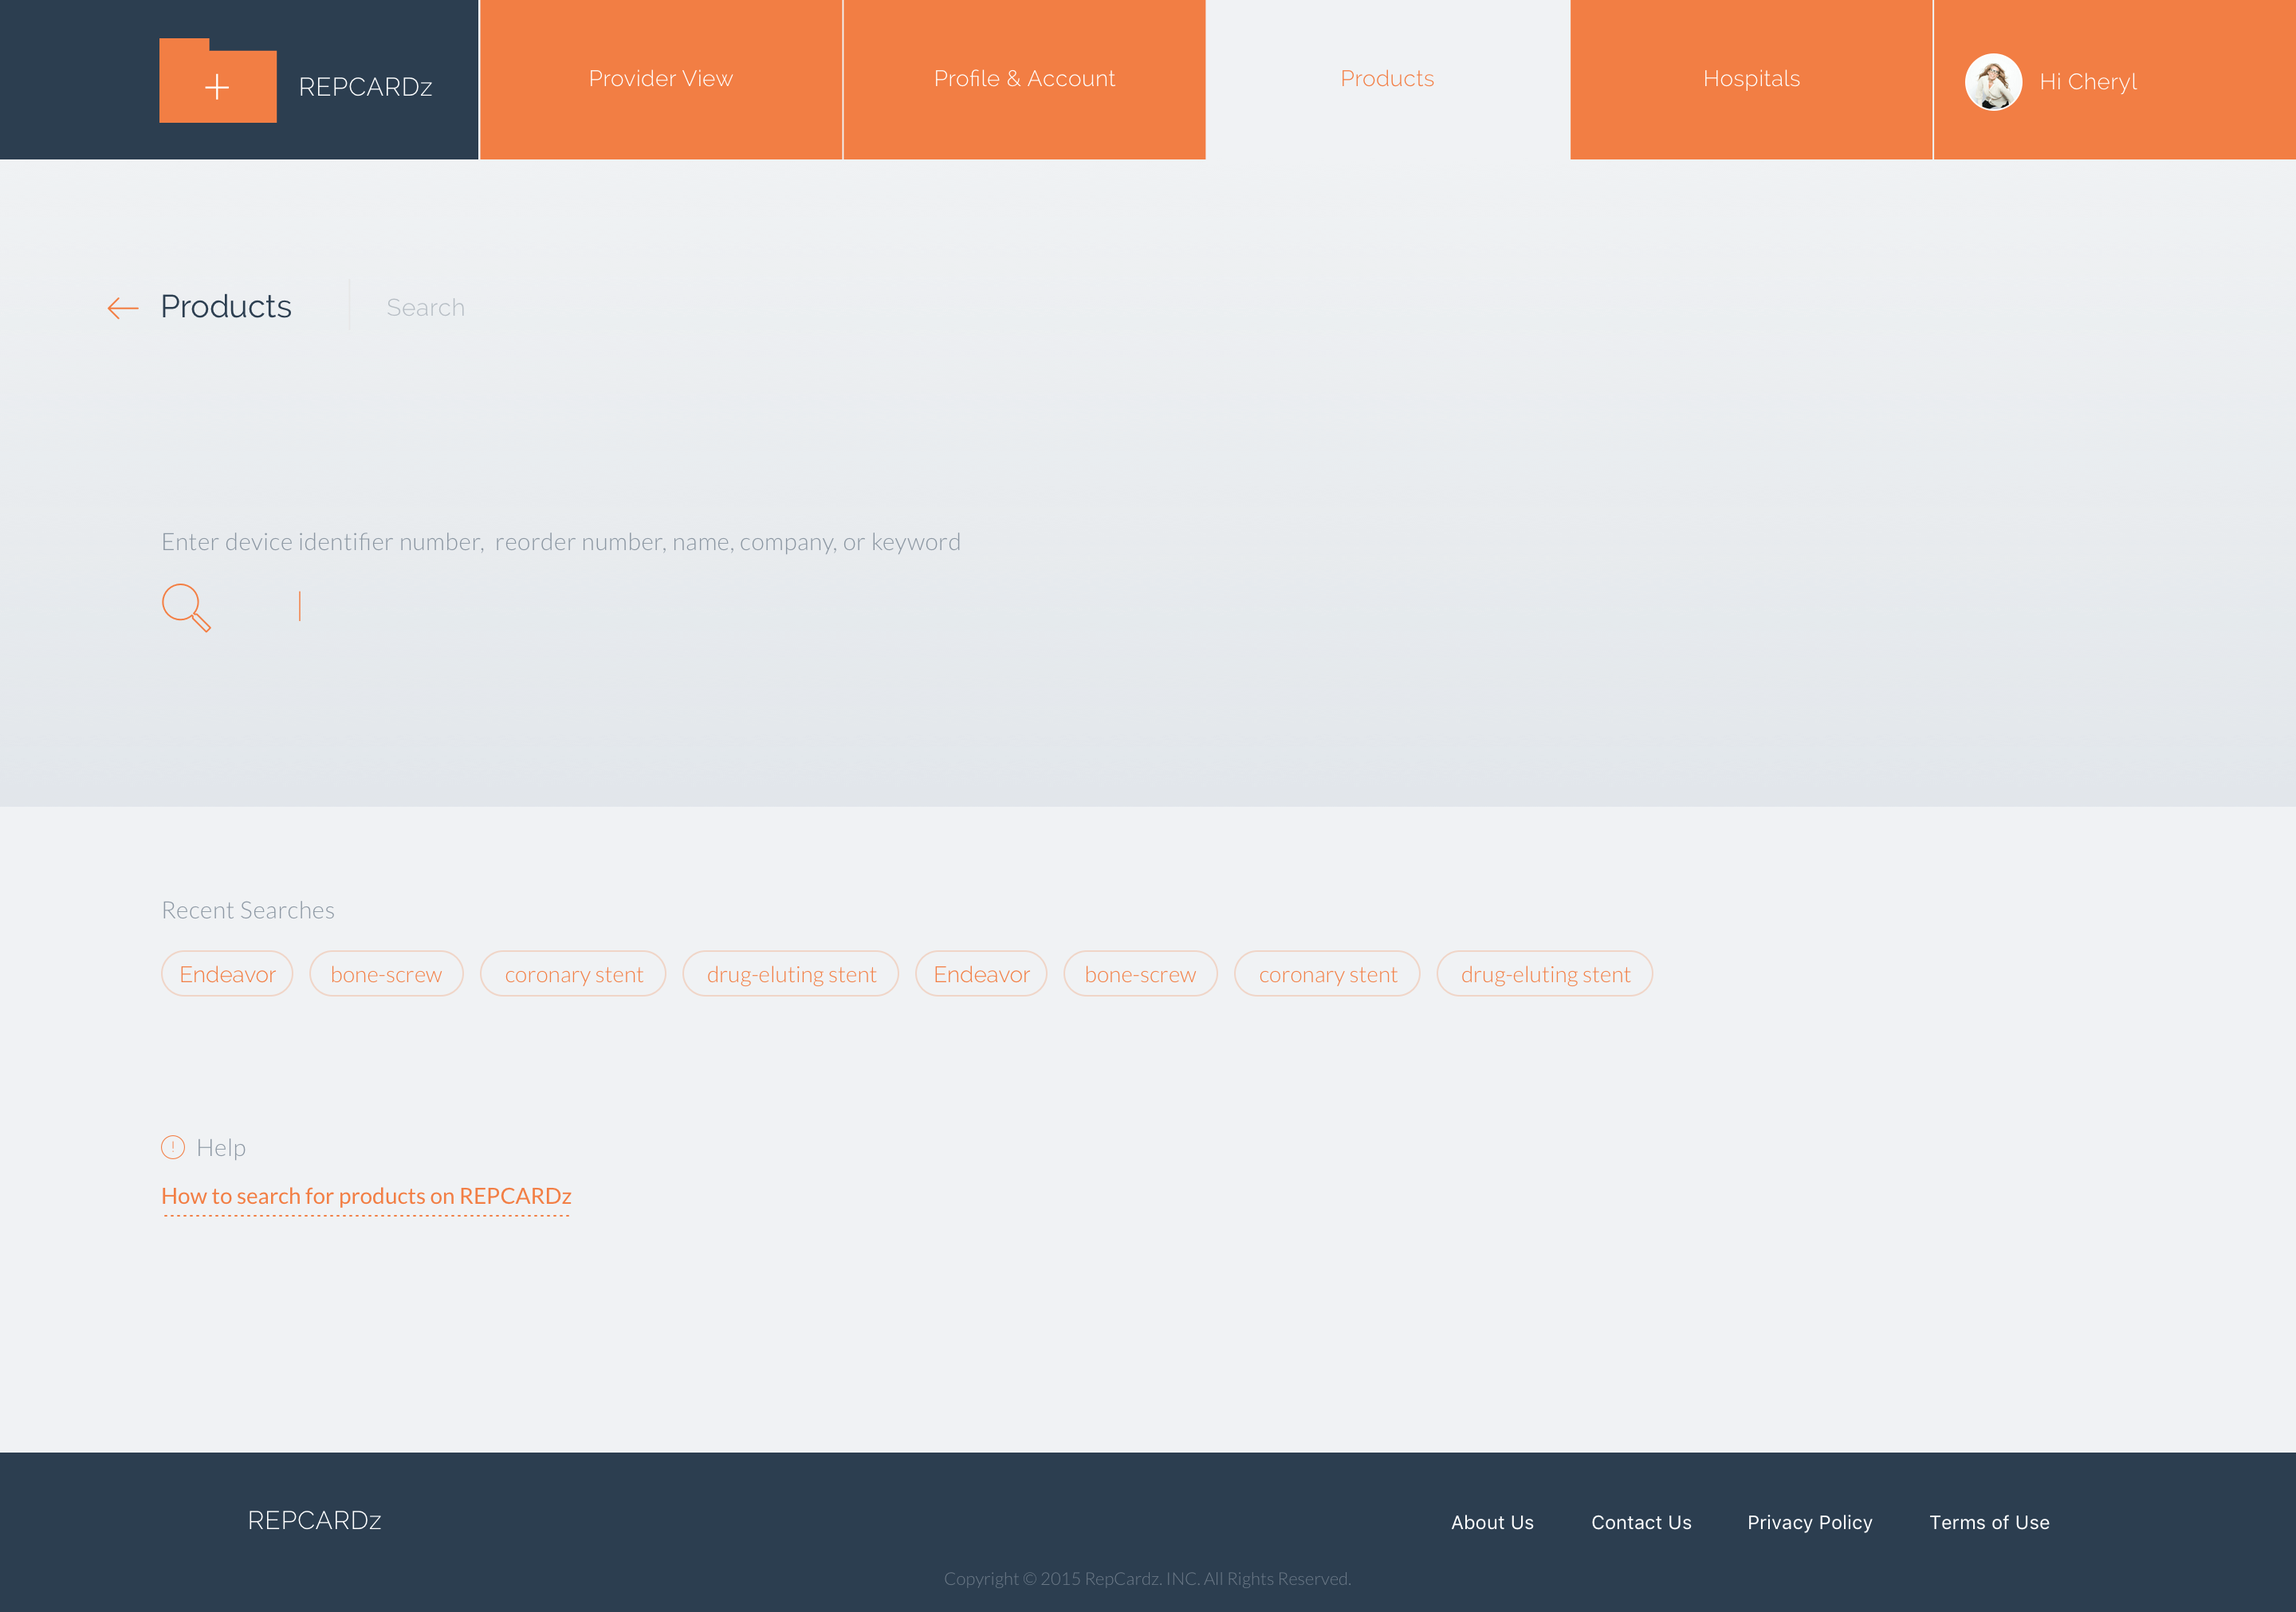 REPCARDz
Provider View
Profile & Account
Products
Hospitals
Hi Cheryl
Products
Search
Enter device identifier number,  reorder number, name, company, or keyword
Recent Searches
Endeavor
bone-screw
coronary stent
drug-eluting stent
Endeavor
bone-screw
coronary stent
drug-eluting stent
! Help
How to search for products on REPCARDz
REPCARDz
About Us
Contact Us
Privacy Policy
Terms of Use
Copyright © 2015 RepCardz. INC. All Rights Reserved.